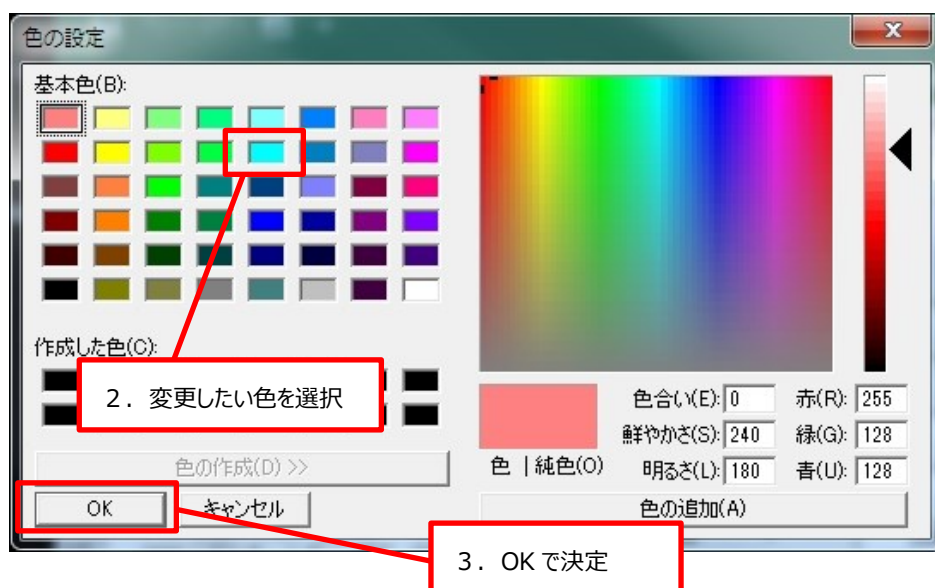 色の設定
基本色(B):
作成した色(C):
2. 変更したい色を選択
色の作成(D) >>
OK
キャンセル
色 | 純色(O)
色合い(E): 0
赤(R): 255
鮮やかさ(S): 240
緑(G): 128
明るさ(L): 180
青(U): 128
色の追加(A)
3. OK で決定